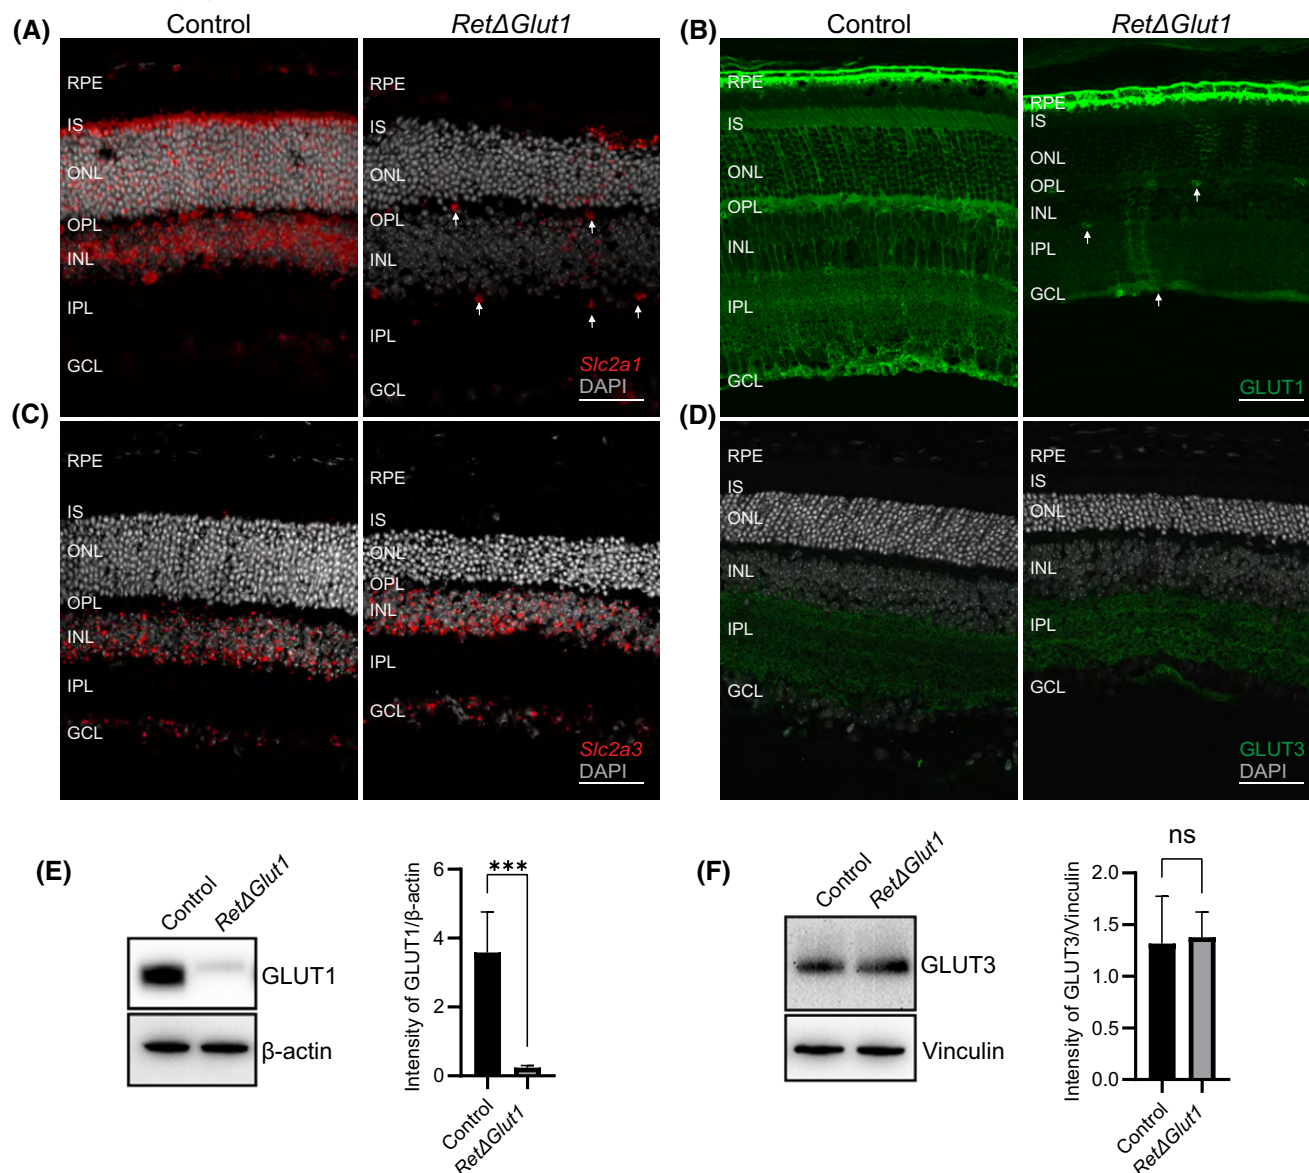 Control
RetΔGlut1
Control
RetΔGlut1
(A)
RPE
IS
ONL
OPL
INL
IPL
GCL
RPE
IS
ONL
OPL
INL
IPL
GCL
Slc2a1
DAPI
(B)
RPE
IS
ONL
OPL
INL
IPL
GCL
RPE
IS
ONL
OPL
INL
IPL
GCL
GLUT1
(C)
RPE
IS
ONL
OPL
INL
IPL
GCL
RPE
IS
ONL
OPL
INL
IPL
GCL
Slc2a3
DAPI
(D)
RPE
IS
ONL
INL
IPL
GCL
RPE
IS
ONL
INL
IPL
GCL
GLUT3
DAPI
(E)
Control
RetΔGlut1
GLUT1
β-actin
Intensity of GLUT1/β-actin
6
4
2
0
***
Control
RetΔGlut1
(F)
Control
RetΔGlut1
GLUT3
Vinculin
Intensity of GLUT3/Vinculin
2.0
1.5
1.0
0.5
0.0
ns
Control
RetΔGlut1